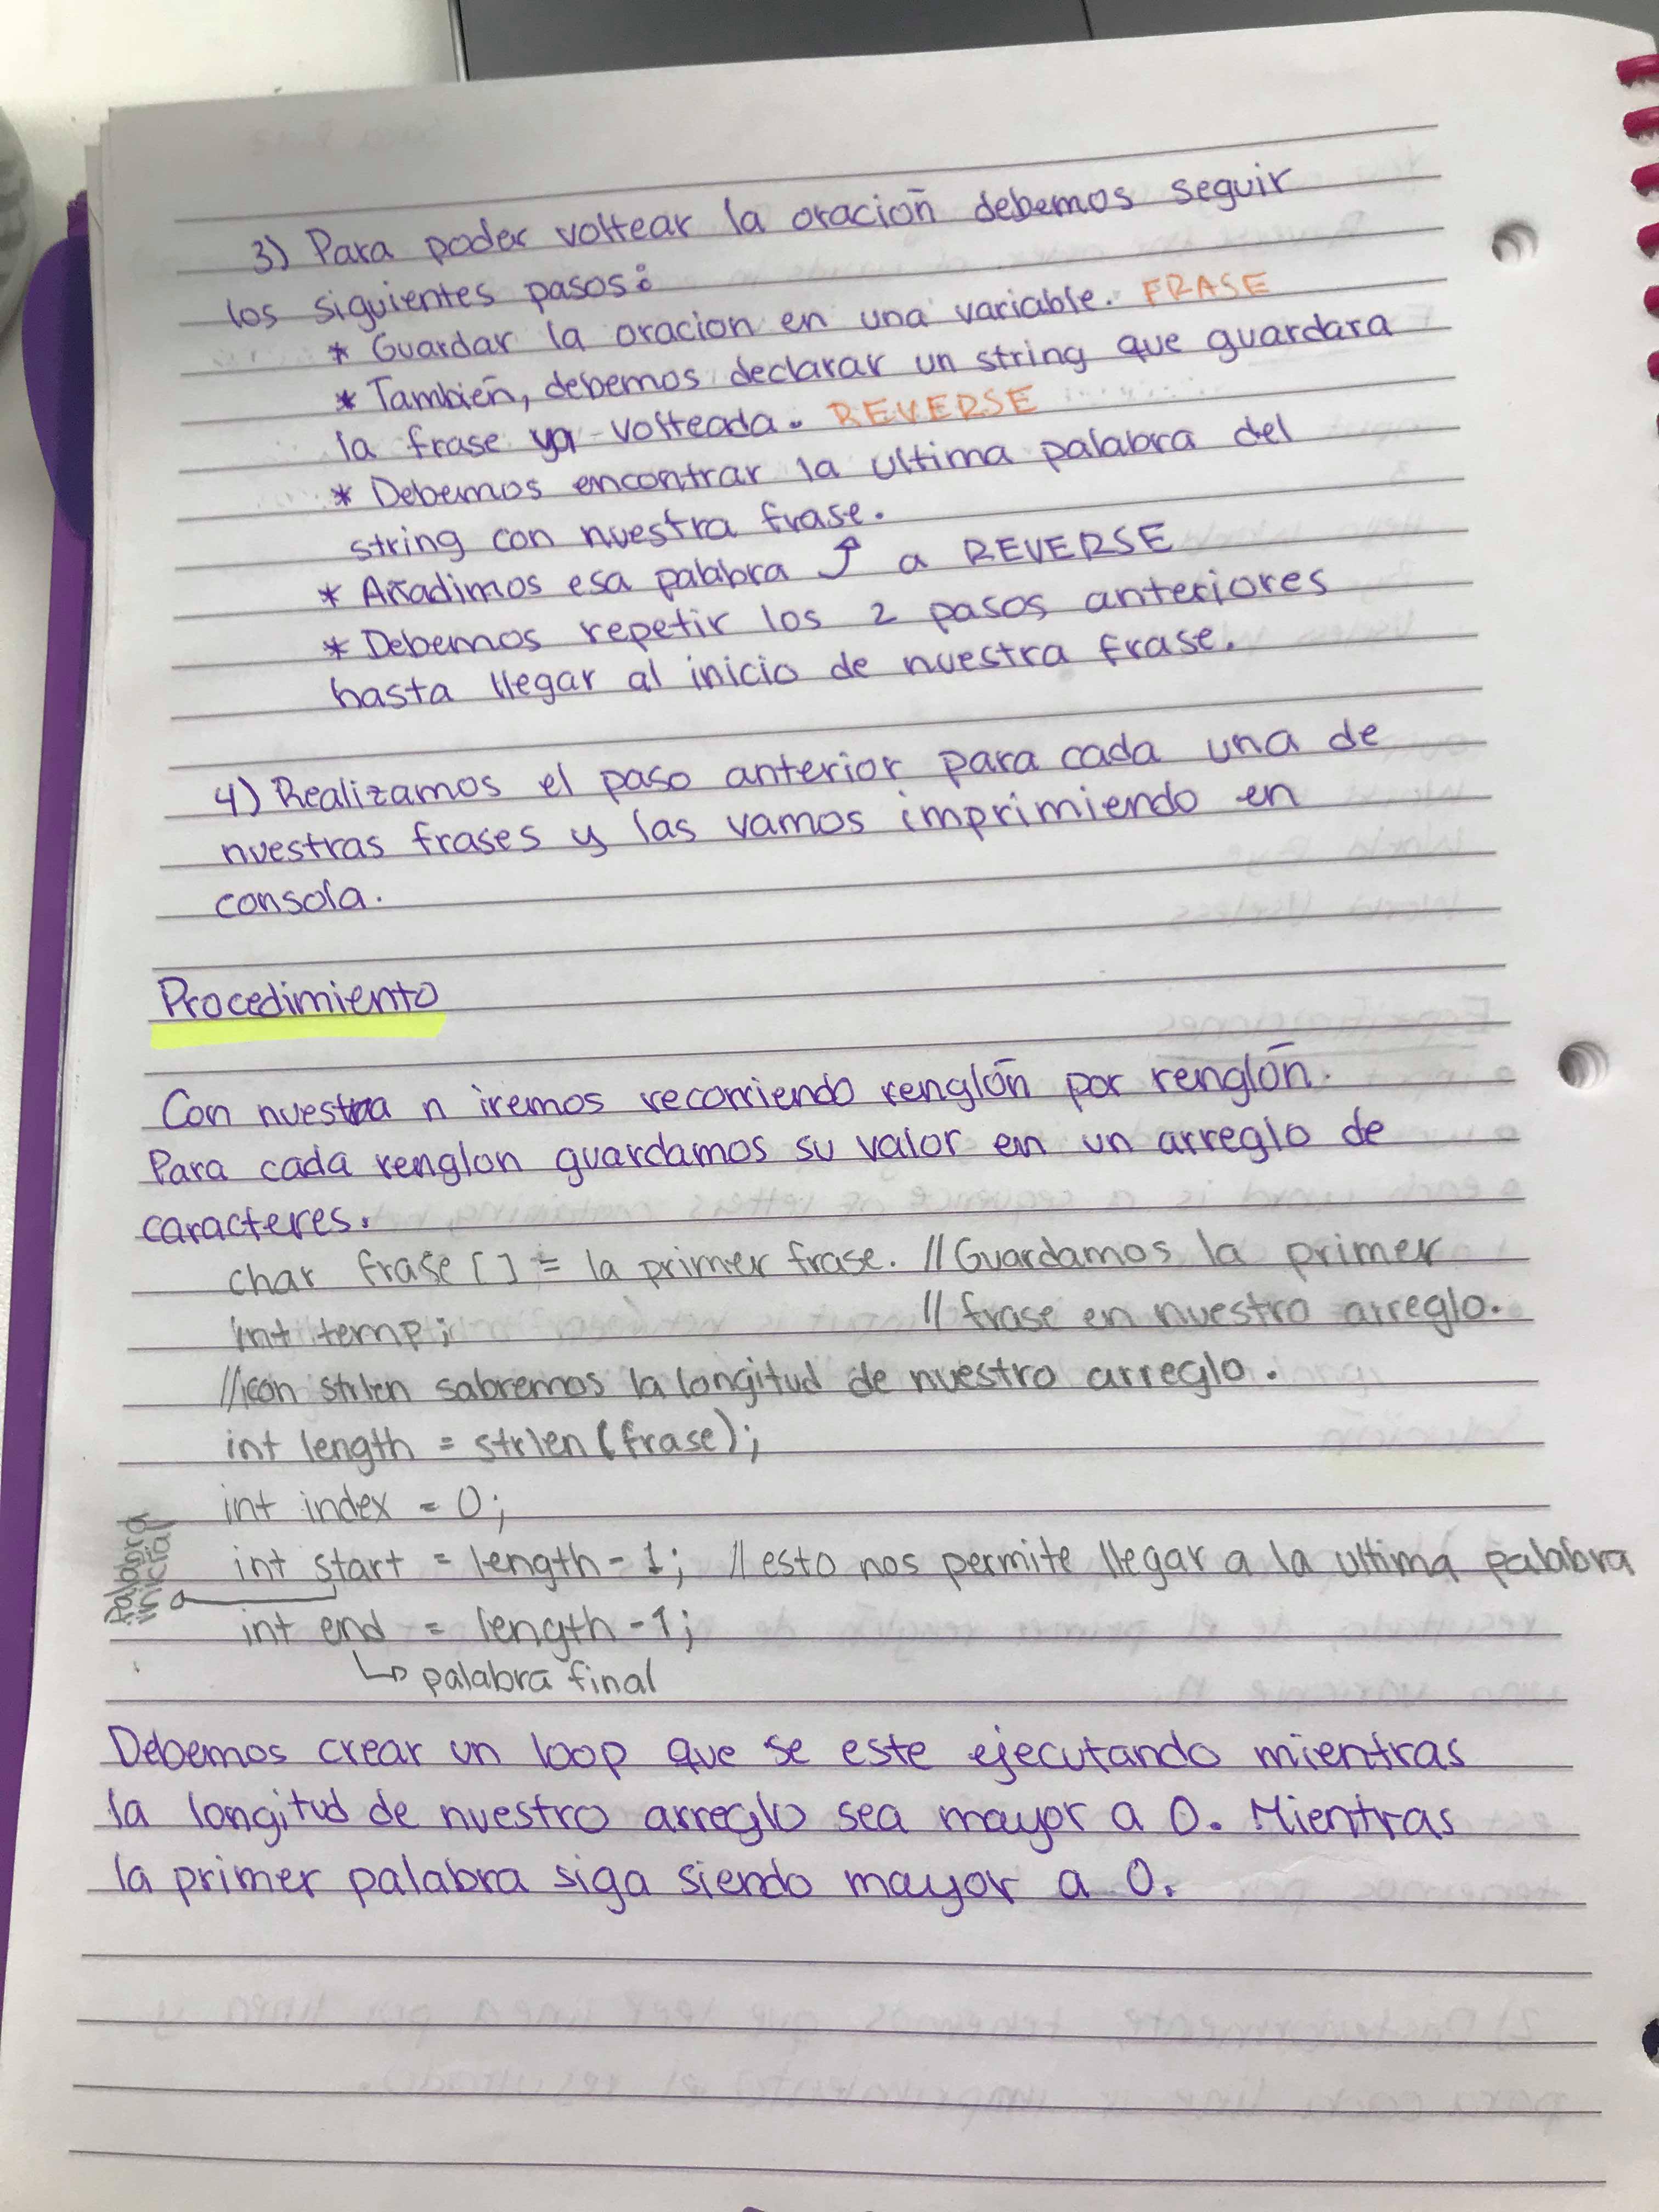 3) Para poder voltear la oración debemos seguir
los siguientes pasos:
* Guardar la oracion en una variable. FRASE
* También, debemos declarar un string que guardara
la frase ya volteada. REVERSE
* Debemos encontrar la ultima palabra del
string con nuestra frase.
* Añadimos esa palabra ⤴ a REVERSE
* Debemos repetir los 2 pasos anteriores
hasta llegar al inicio de nuestra frase.
4) Realizamos el paso anterior para cada una de
nuestras frases y las vamos imprimiendo en
consola.
Procedimiento
Con nuestra n iremos recorriendo renglón por renglón.
Para cada renglon guardamos su valor en un arreglo de
caracteres.
char frase [] = la primer frase. // Guardamos la primer
int temp; // frase en nuestro arreglo.
// con strlen sabremos la longitud de nuestro arreglo.
int length = strlen (frase);
int index = 0;
Palabra inicial
int start = length - 1; // esto nos permite llegar a la ultima palabra
int end = length - 1;
↳ palabra final
Debemos crear un loop que se este ejecutando mientras
la longitud de nuestro arreglo sea mayor a 0. Mientras
la primer palabra siga siendo mayor a 0.